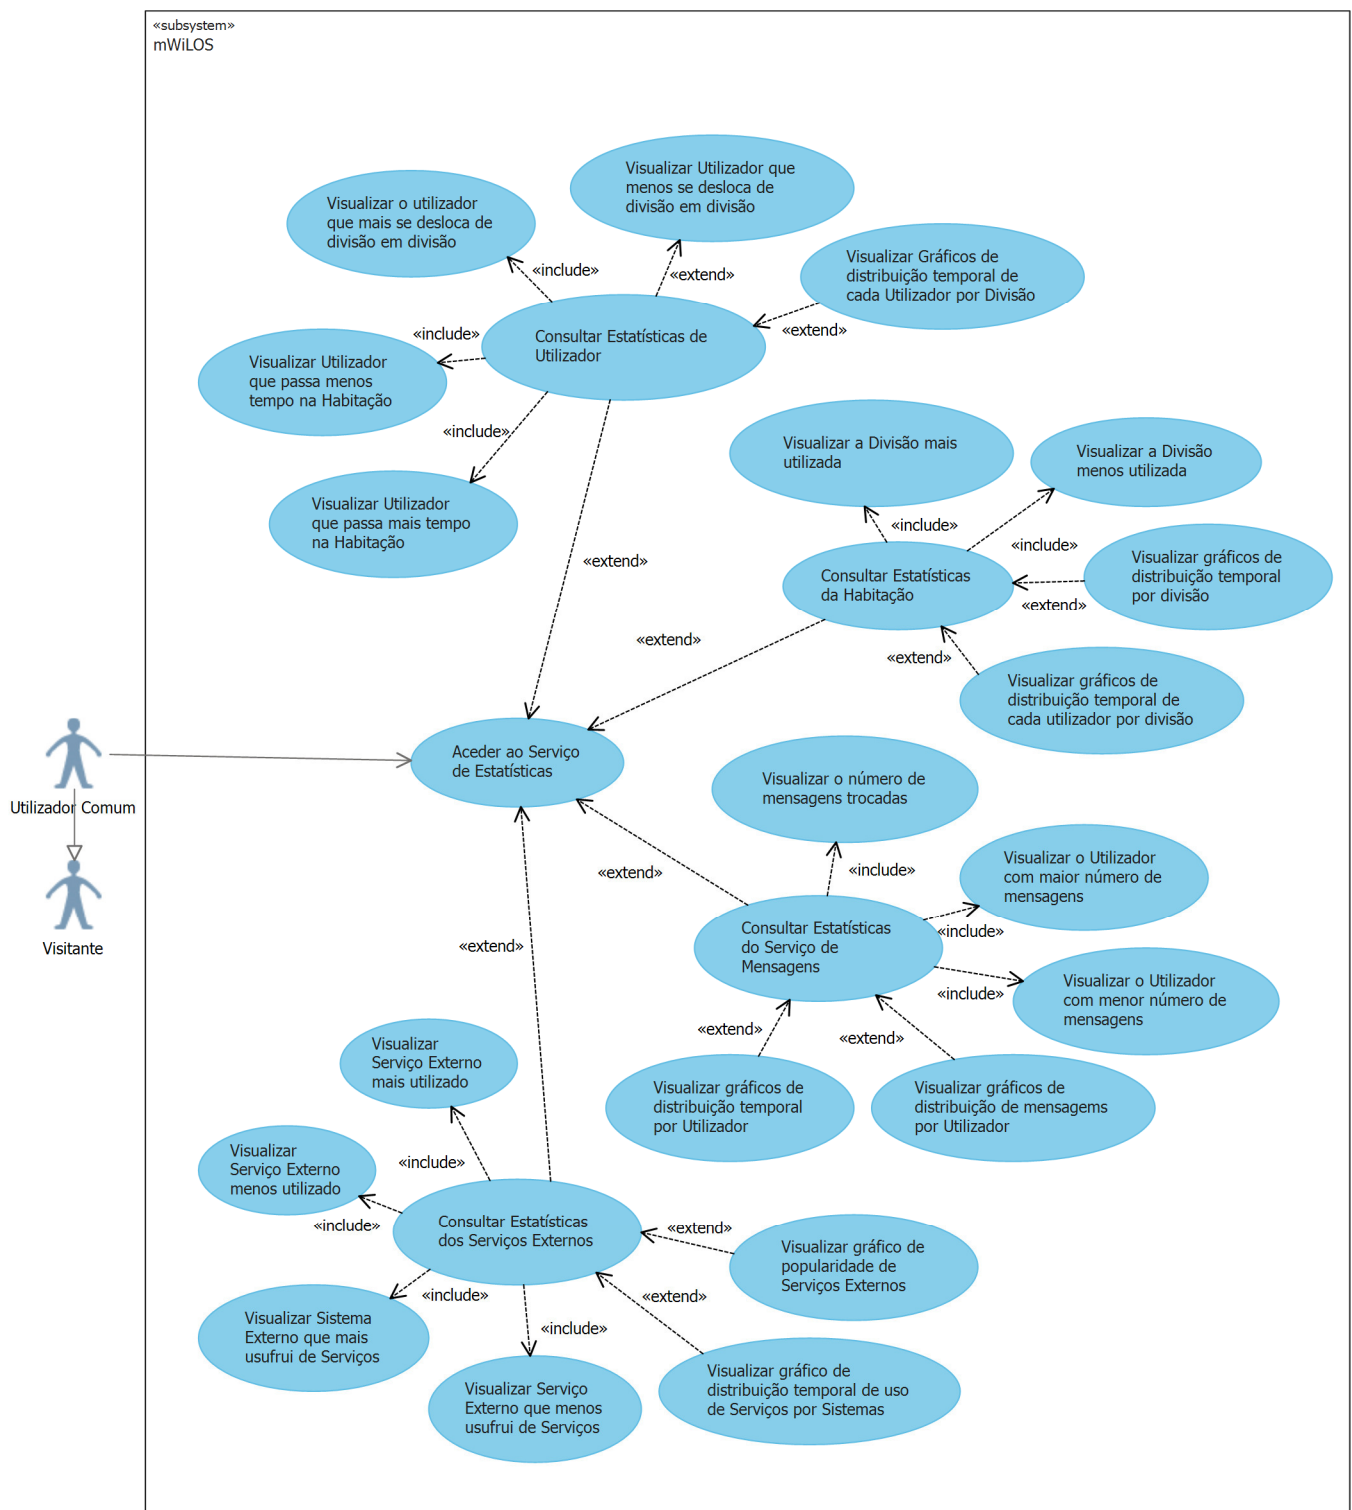 «subsystem»
mWiLOS
Visualizar Utilizador que
menos se desloca de
divisão em divisão
Visualizar o utilizador
que mais se desloca de
divisão em divisão
«include»
«extend»
Visualizar Gráficos de
distribuição temporal de
cada Utilizador por Divisão
«extend»
«include»
Consultar Estatísticas de
Utilizador
Visualizar Utilizador
que passa menos
tempo na Habitação
«include»
Visualizar Utilizador
que passa mais tempo
na Habitação
«extend»
Visualizar a Divisão mais
utilizada
Visualizar a Divisão
menos utilizada
«include»
«include»
Consultar Estatísticas
da Habitação
Visualizar gráficos de
distribuição temporal
por divisão
«extend»
«extend»
«extend»
Visualizar gráficos de
distribuição temporal de
cada utilizador por divisão
Aceder ao Serviço
de Estatísticas
Utilizador Comum
Visitante
Visualizar o número de
mensagens trocadas
«extend»
«include»
Visualizar o Utilizador
com maior número de
mensagens
«include»
Consultar Estatísticas
do Serviço de
Mensagens
«extend»
«include»
Visualizar o Utilizador
com menor número de
mensagens
«extend»
«extend»
Visualizar gráficos de
distribuição temporal
por Utilizador
Visualizar gráficos de
distribuição de mensagems
por Utilizador
Visualizar
Serviço Externo
mais utilizado
Visualizar
Serviço Externo
menos utilizado
«include»
«include»
Consultar Estatísticas
dos Serviços Externos
«extend»
Visualizar gráfico de
popularidade de
Serviços Externos
«include»
«extend»
«include»
Visualizar Sistema
Externo que mais
usufrui de Serviços
Visualizar Serviço
Externo que menos
usufrui de Serviços
Visualizar gráfico de
distribuição temporal de uso
de Serviços por Sistemas